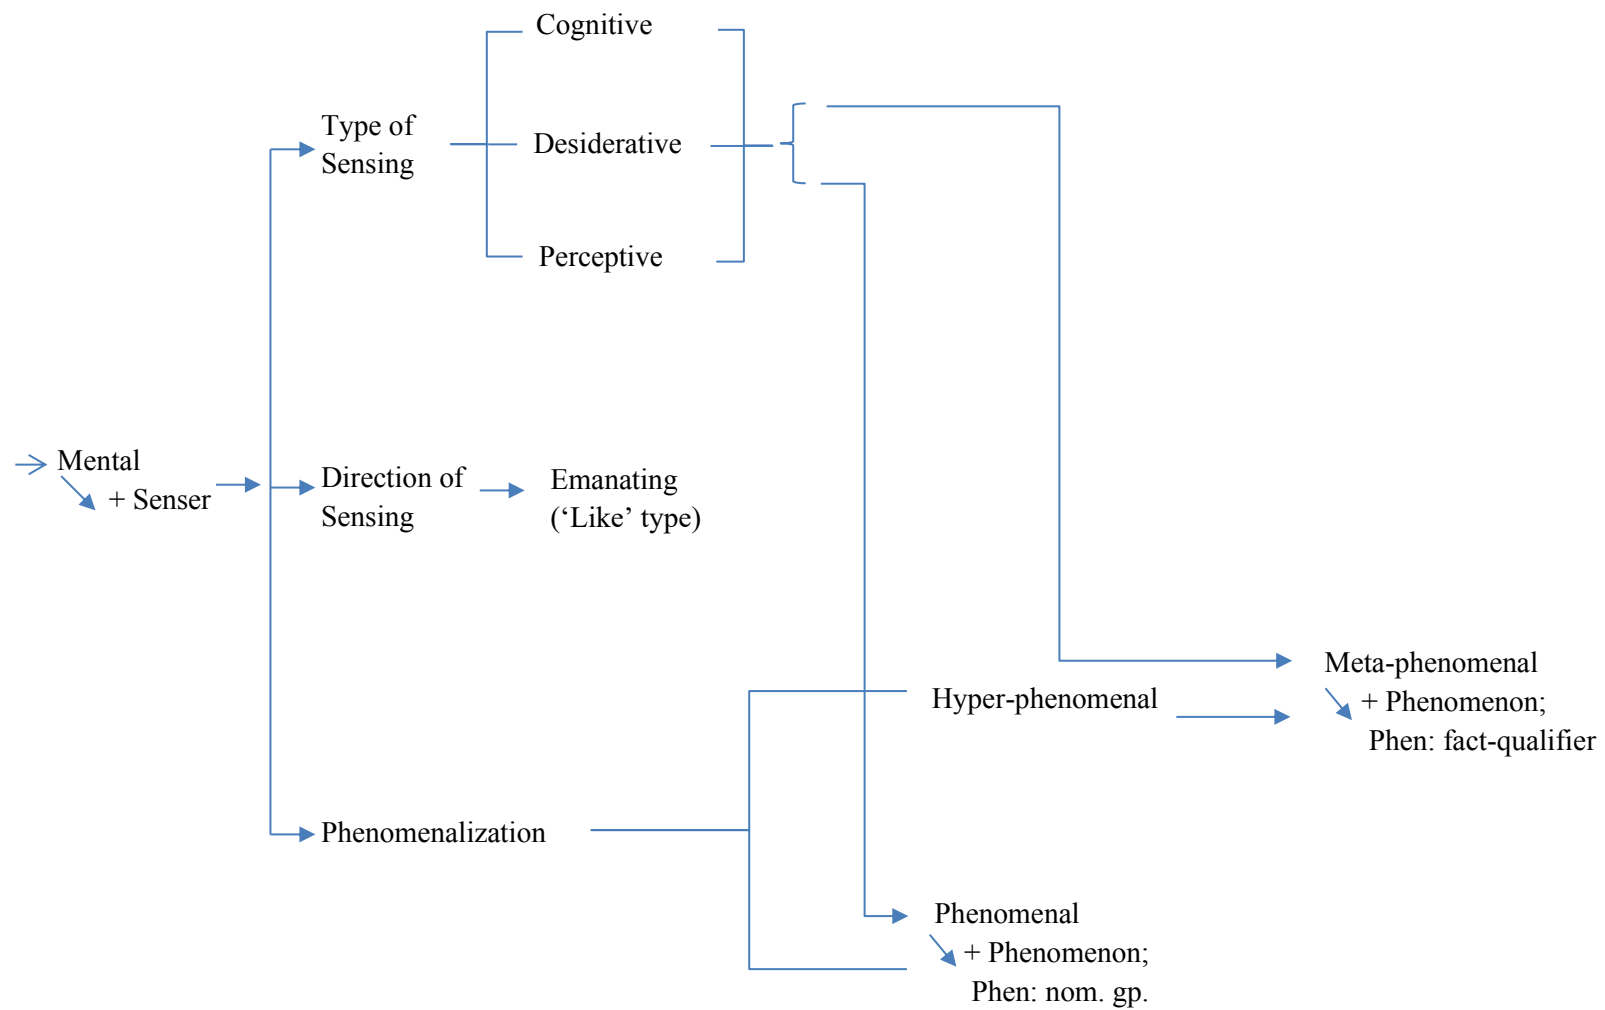 Cognitive
Type of
Sensing
Desiderative
Perceptive
Mental
+ Senser
Direction of
Sensing
Emanating
(‘Like’ type)
Meta-phenomenal
+ Phenomenon;
Phen: fact-qualifier
Hyper-phenomenal
Phenomenalization
Phenomenal
+ Phenomenon;
Phen: nom. gp.